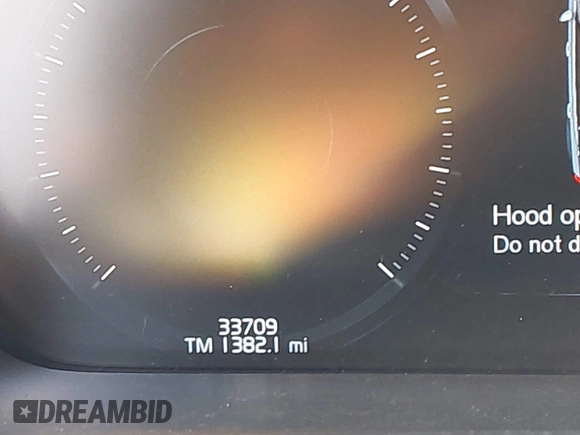 Hood op
Do not d
33709
TM 1382.1 mi
DREAMBID